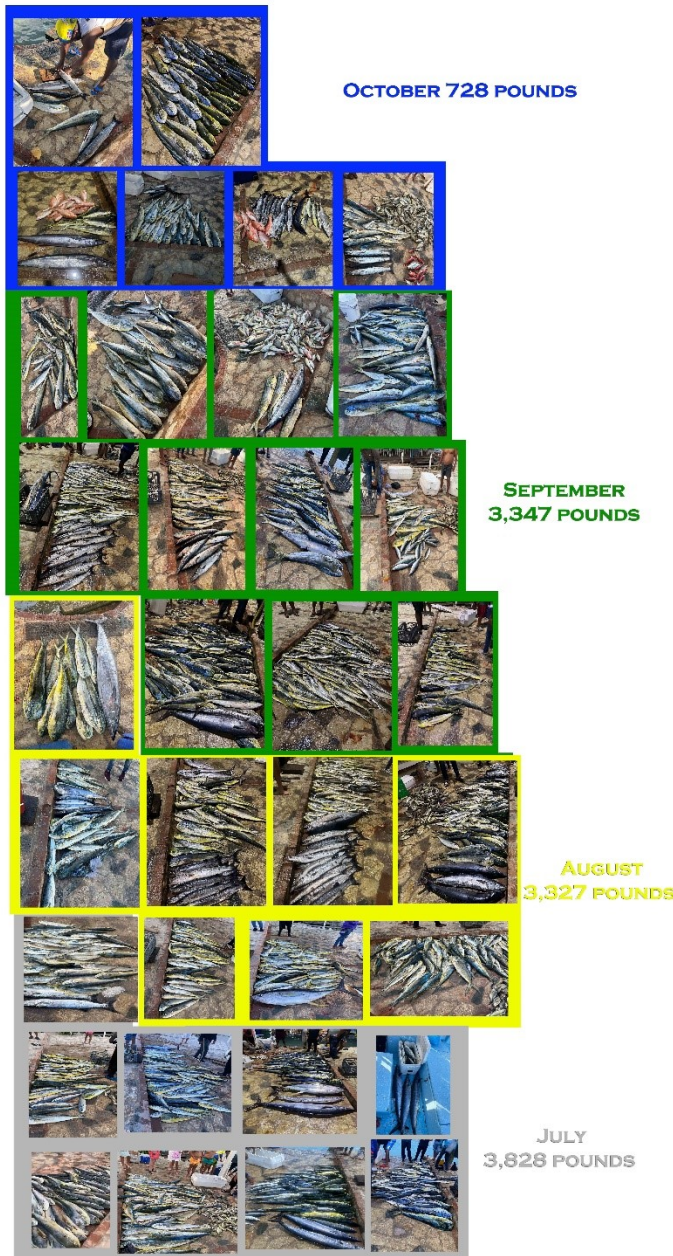 OCTOBER 728 POUNDS
SEPTEMBER
3,347 POUNDS
AUGUST
3,327 POUNDS
JULY
3,828 POUNDS